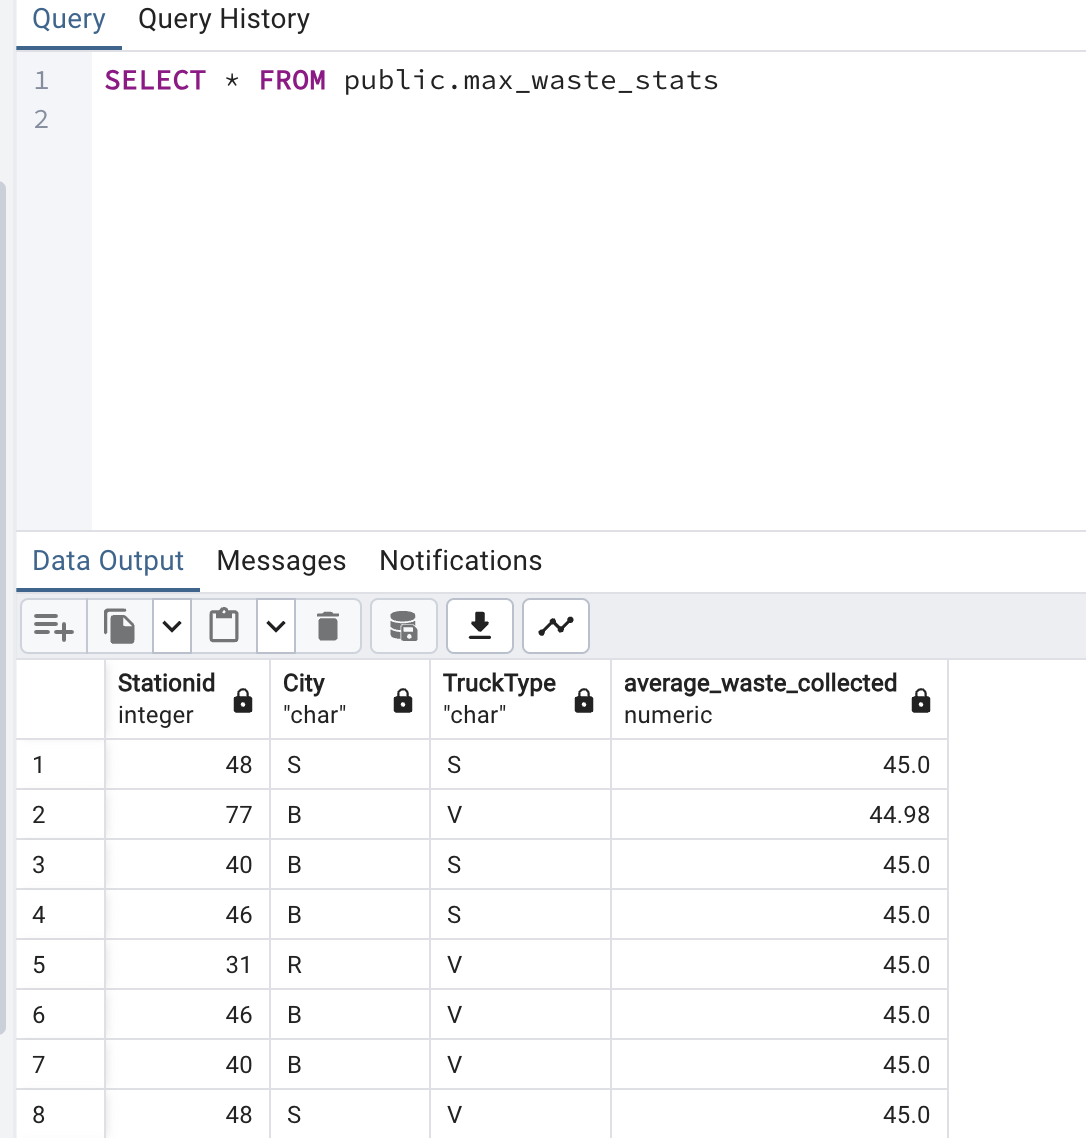 Query Query History
1 SELECT * FROM public.max_waste_stats
2
Data Output Messages Notifications
Stationid City TruckType average_waste_collected
integer "char" "char" numeric
1 48 S S 45.0
2 77 B V 44.98
3 40 B S 45.0
4 46 B S 45.0
5 31 R V 45.0
6 46 B V 45.0
7 40 B V 45.0
8 48 S V 45.0